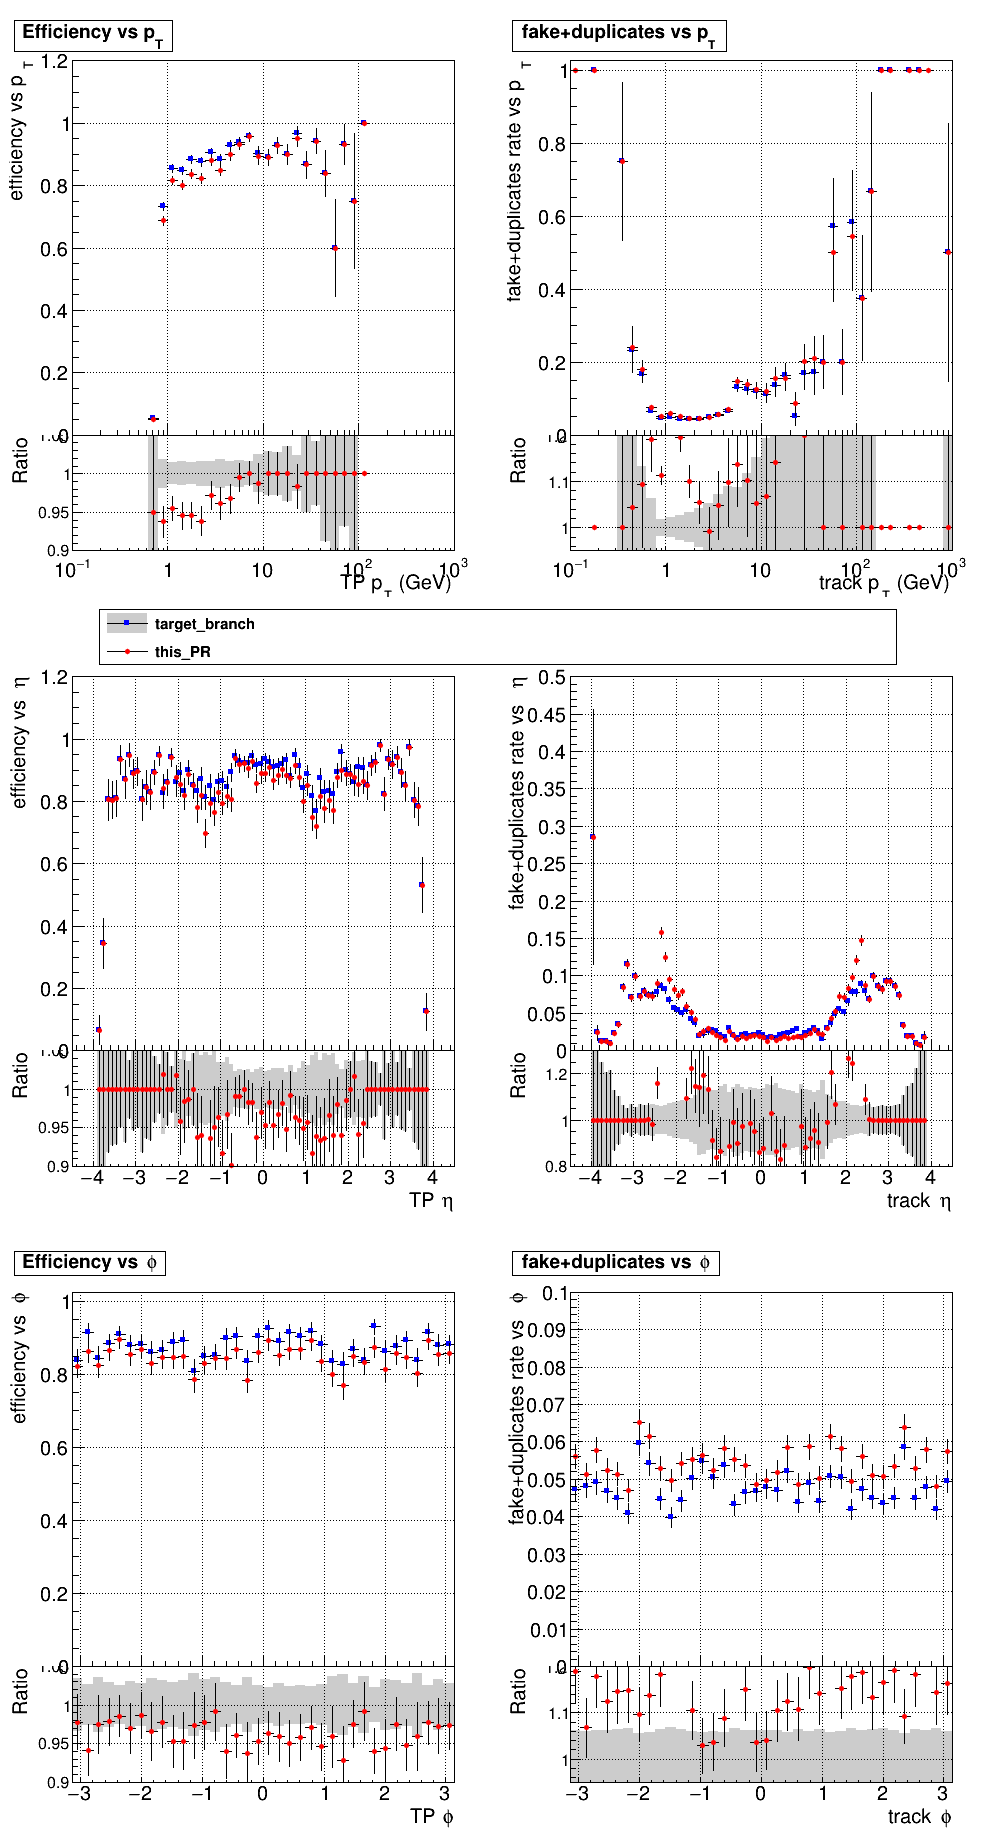 Efficiency vs p_T
fake+duplicates vs p_T
efficiency vs p_T
1.2
1
0.8
0.6
0.4
0.2
0
fake+duplicates rate vs p_T
1
0.8
0.6
0.4
0.2
0
Ratio
1
0.95
0.9
10⁻¹ 1 10 10² 10³
TP p_T (GeV)
Ratio
1.1
1
10⁻¹ 1 10 10² 10³
track p_T (GeV)
target_branch
this_PR
efficiency vs η
1.2
1
0.8
0.6
0.4
0.2
0
fake+duplicates rate vs η
0.5
0.45
0.4
0.35
0.3
0.25
0.2
0.15
0.1
0.05
0
Ratio
1
0.95
0.9
−4 −3 −2 −1 0 1 2 3 4
TP η
Ratio
1.2
1
0.8
−4 −3 −2 −1 0 1 2 3 4
track η
Efficiency vs φ
fake+duplicates vs φ
efficiency vs φ
1
0.8
0.6
0.4
0.2
0
fake+duplicates rate vs φ
0.1
0.09
0.08
0.07
0.06
0.05
0.04
0.03
0.02
0.01
0
Ratio
1
0.95
0.9
−3 −2 −1 0 1 2 3
TP φ
Ratio
1.1
1
−3 −2 −1 0 1 2 3
track φ